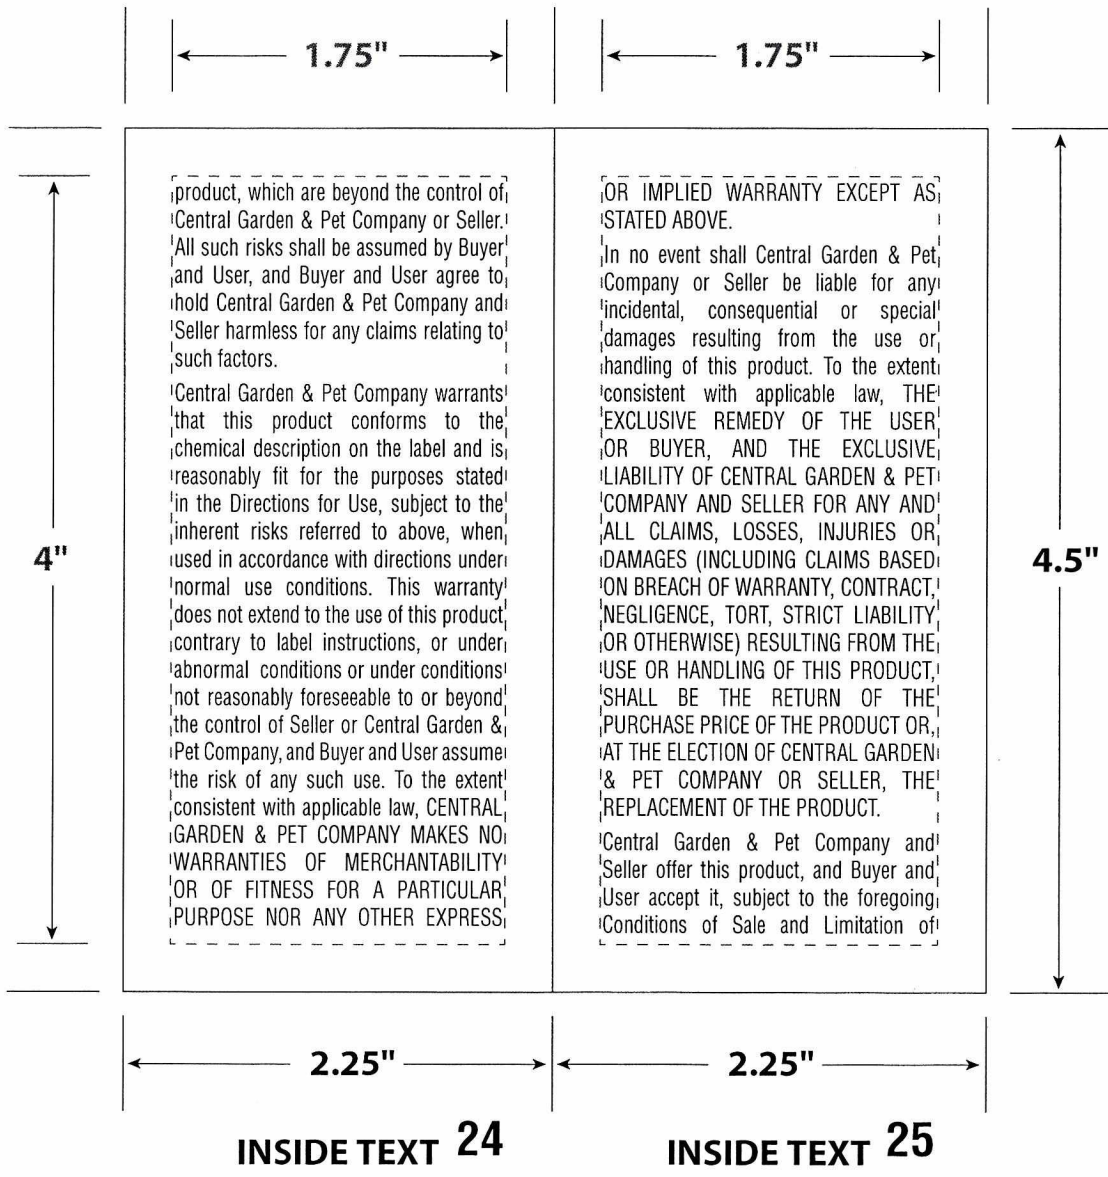 1.75"
1.75"
product, which are beyond the control of
Central Garden & Pet Company or Seller.
All such risks shall be assumed by Buyer
and User, and Buyer and User agree to
hold Central Garden & Pet Company and
Seller harmless for any claims relating to
such factors.
Central Garden & Pet Company warrants
that this product conforms to the
chemical description on the label and is
reasonably fit for the purposes stated
in the Directions for Use, subject to the
inherent risks referred to above, when
used in accordance with directions under
normal use conditions. This warranty
does not extend to the use of this product
contrary to label instructions, or under
abnormal conditions or under conditions
not reasonably foreseeable to or beyond
the control of Seller or Central Garden &
Pet Company, and Buyer and User assume
the risk of any such use. To the extent
consistent with applicable law, CENTRAL
GARDEN & PET COMPANY MAKES NO
WARRANTIES OF MERCHANTABILITY
OR OF FITNESS FOR A PARTICULAR
PURPOSE NOR ANY OTHER EXPRESS
OR IMPLIED WARRANTY EXCEPT AS
STATED ABOVE.
In no event shall Central Garden & Pet
Company or Seller be liable for any
incidental, consequential or special
damages resulting from the use or
handling of this product. To the extent
consistent with applicable law, THE
EXCLUSIVE REMEDY OF THE USER
OR BUYER, AND THE EXCLUSIVE
LIABILITY OF CENTRAL GARDEN & PET
COMPANY AND SELLER FOR ANY AND
ALL CLAIMS, LOSSES, INJURIES OR
DAMAGES (INCLUDING CLAIMS BASED
ON BREACH OF WARRANTY, CONTRACT,
NEGLIGENCE, TORT, STRICT LIABILITY
OR OTHERWISE) RESULTING FROM THE
USE OR HANDLING OF THIS PRODUCT,
SHALL BE THE RETURN OF THE
PURCHASE PRICE OF THE PRODUCT OR,
AT THE ELECTION OF CENTRAL GARDEN
& PET COMPANY OR SELLER, THE
REPLACEMENT OF THE PRODUCT.
Central Garden & Pet Company and
Seller offer this product, and Buyer and
User accept it, subject to the foregoing
Conditions of Sale and Limitation of
4"
4.5"
2.25"
2.25"
INSIDE TEXT 24
INSIDE TEXT 25